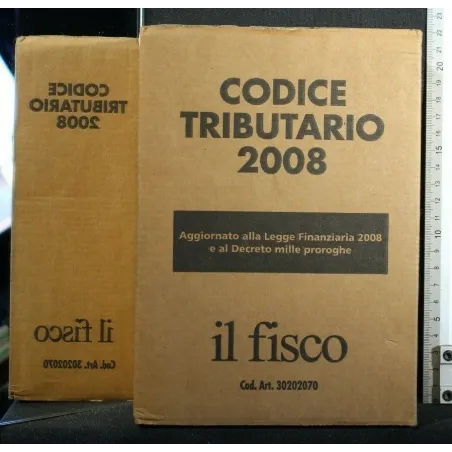 CODICE
TRIBUTARIO
2008
Aggiornato alla Legge Finanziaria 2008
e al Decreto mille proroghe
il fisco
Cod. Art. 30202070
CODICE
TRIBUTARIO
2008
il fisco
Cod. Art. 30202070